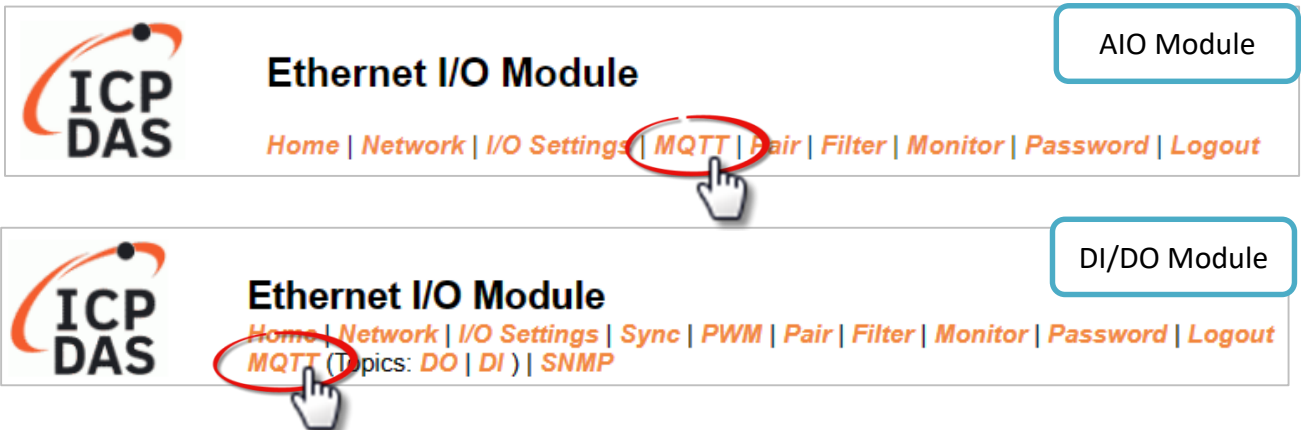 AIO Module
ICP
DAS
Ethernet I/O Module
Home | Network | I/O Settings | MQTT | Pair | Filter | Monitor | Password | Logout
DI/DO Module
ICP
DAS
Ethernet I/O Module
Home | Network | I/O Settings | Sync | PWM | Pair | Filter | Monitor | Password | Logout
MQTT (Topics: DO | DI ) | SNMP